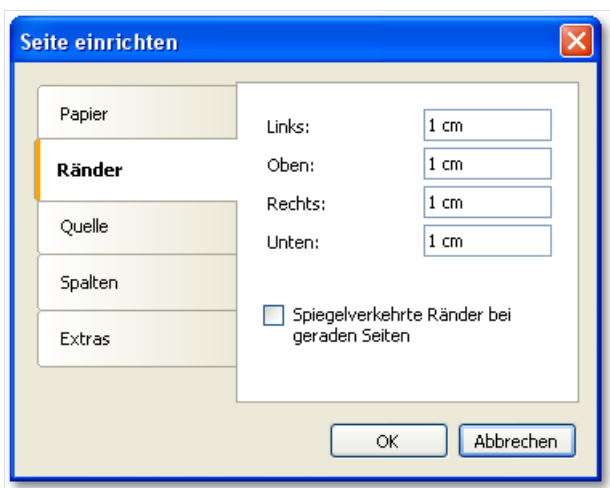 Seite einrichten
Papier
Ränder
Quelle
Spalten
Extras
Links: 1 cm
Oben: 1 cm
Rechts: 1 cm
Unten: 1 cm
Spiegelverkehrte Ränder bei
geraden Seiten
OK Abbrechen